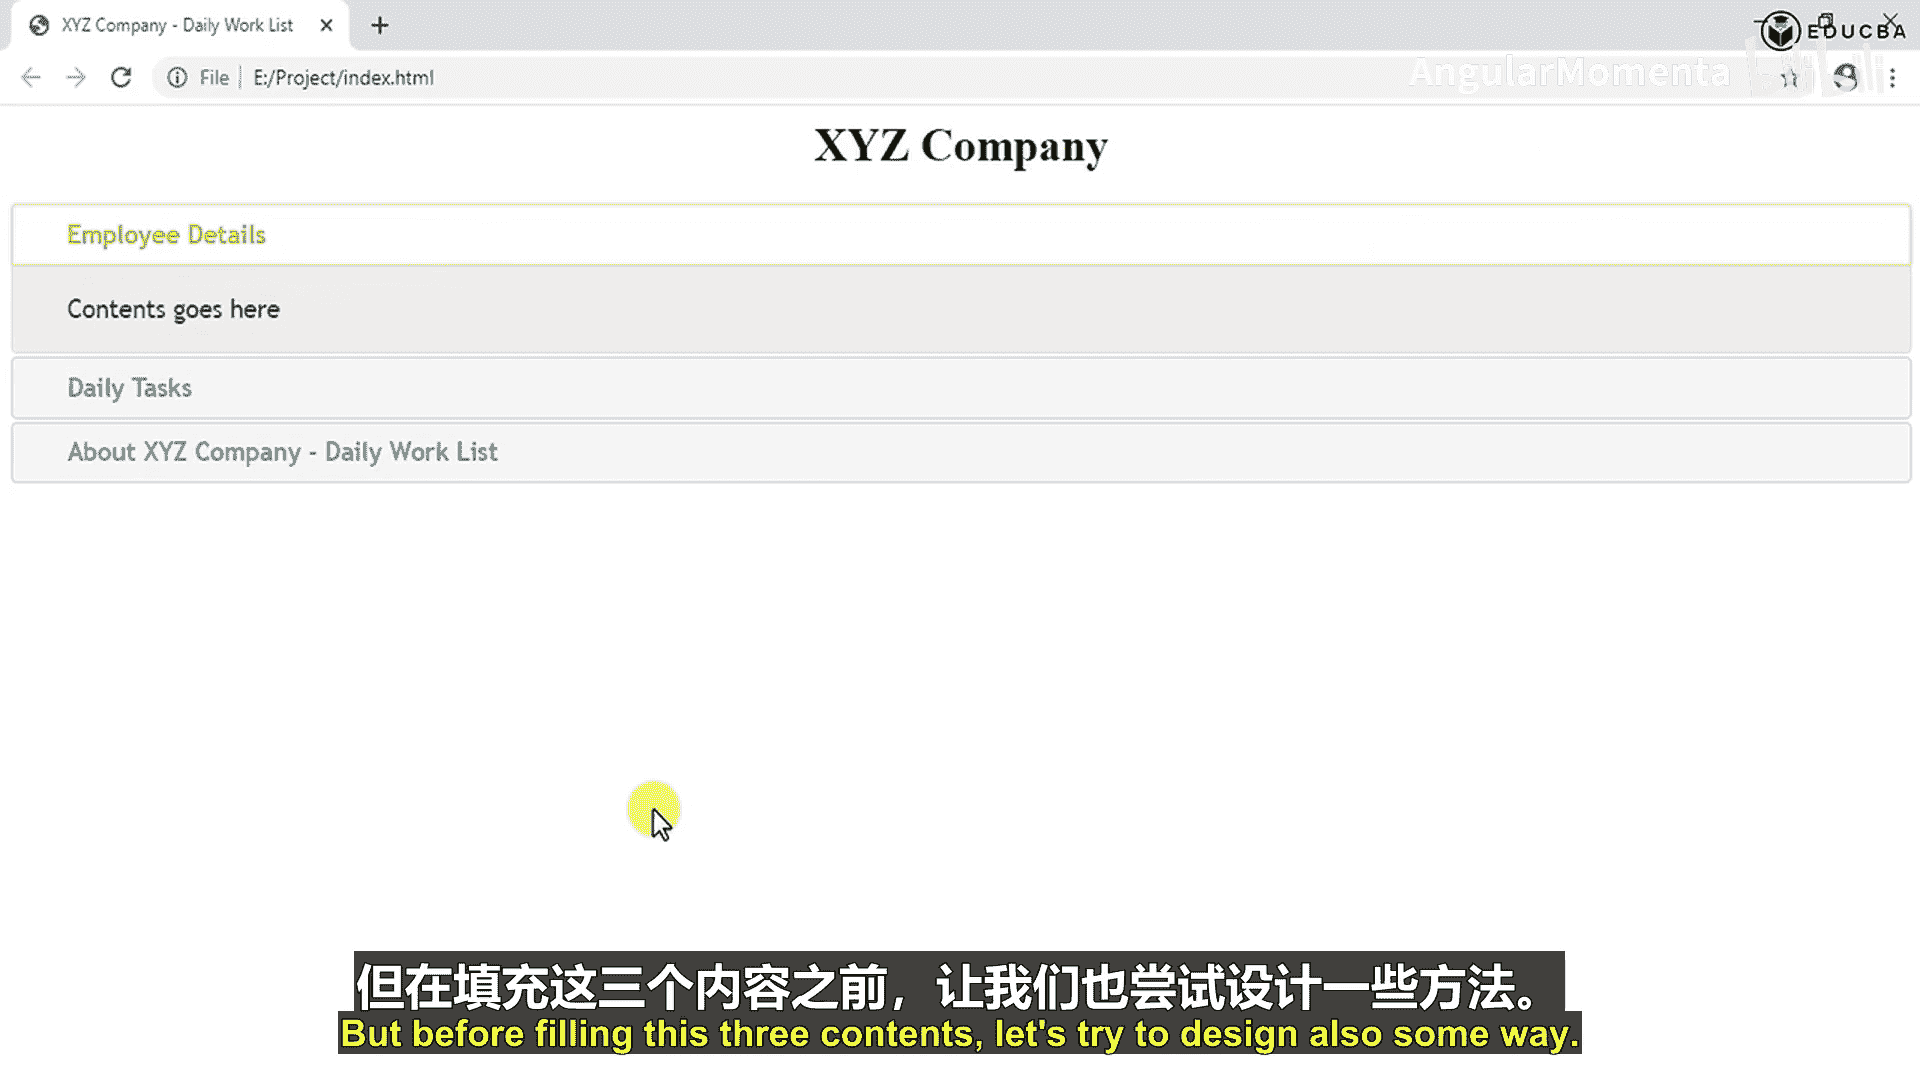 XYZ Company - Daily Work List
EDUCBA
File
E:/Project/index.html
AngularMomenta
bilibili
XYZ Company
Employee Details
Contents goes here
Daily Tasks
About XYZ Company - Daily Work List
但在填充这三个内容之前，让我们也尝试设计一些方法。
But before filling this three contents, let's try to design also some way.